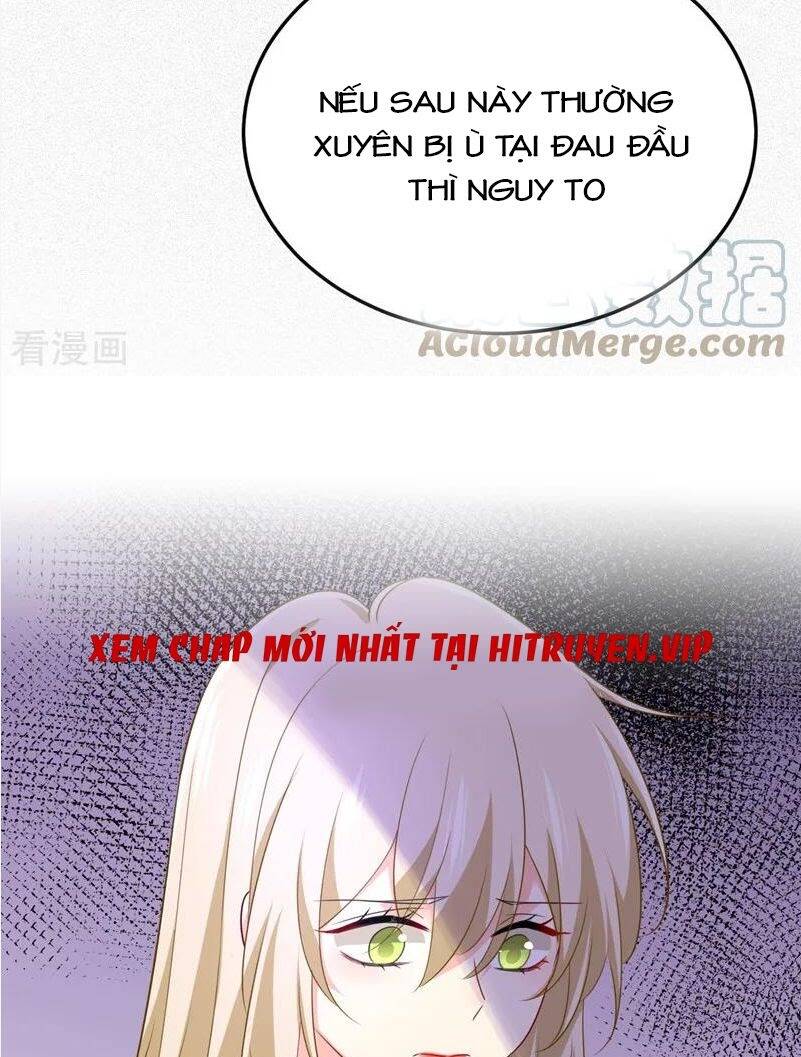 NẾU SAU NÀY THƯỜNG
XUYÊN BỊ Ù TẠI ĐAU ĐẦU
THÌ NGUY TO
AcloudMerge.com
看漫画
XEM CHAP MỚI NHẤT TẠI HITRUYEN.VIP